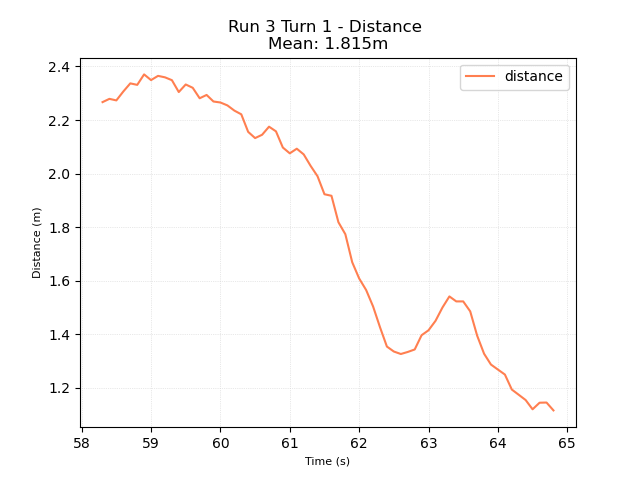 Run 3 Turn 1 - Distance
Mean: 1.815m
distance
Distance (m)
2.4
2.2
2.0
1.8
1.6
1.4
1.2
58 59 60 61 62 63 64 65
Time (s)